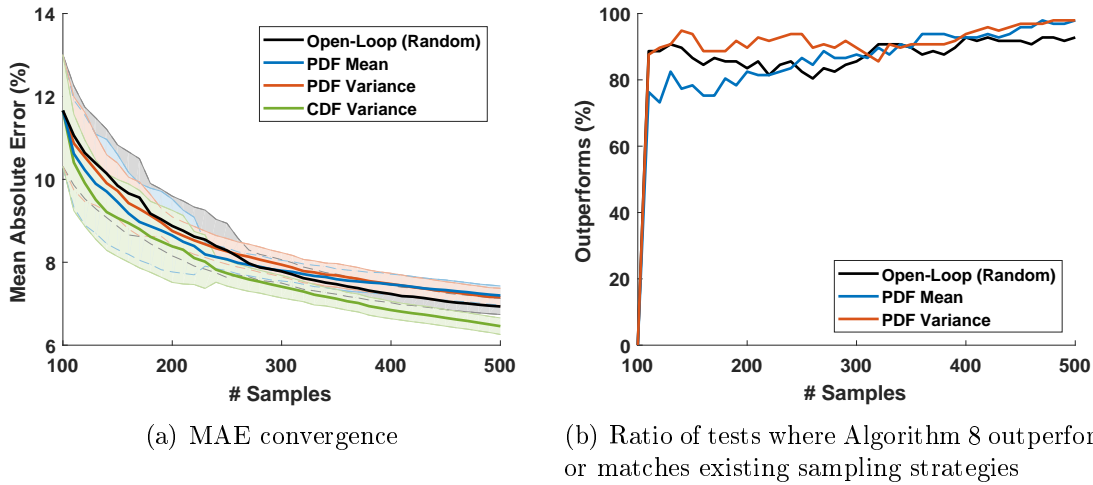 14
12
10
8
6
100
200
300
400
500
Mean Absolute Error (%)
# Samples
Open-Loop (Random)
PDF Mean
PDF Variance
CDF Variance
(a) MAE convergence
100
80
60
40
20
0
100
200
300
400
500
Outperforms (%)
# Samples
Open-Loop (Random)
PDF Mean
PDF Variance
(b) Ratio of tests where Algorithm 8 outperfor
or matches existing sampling strategies